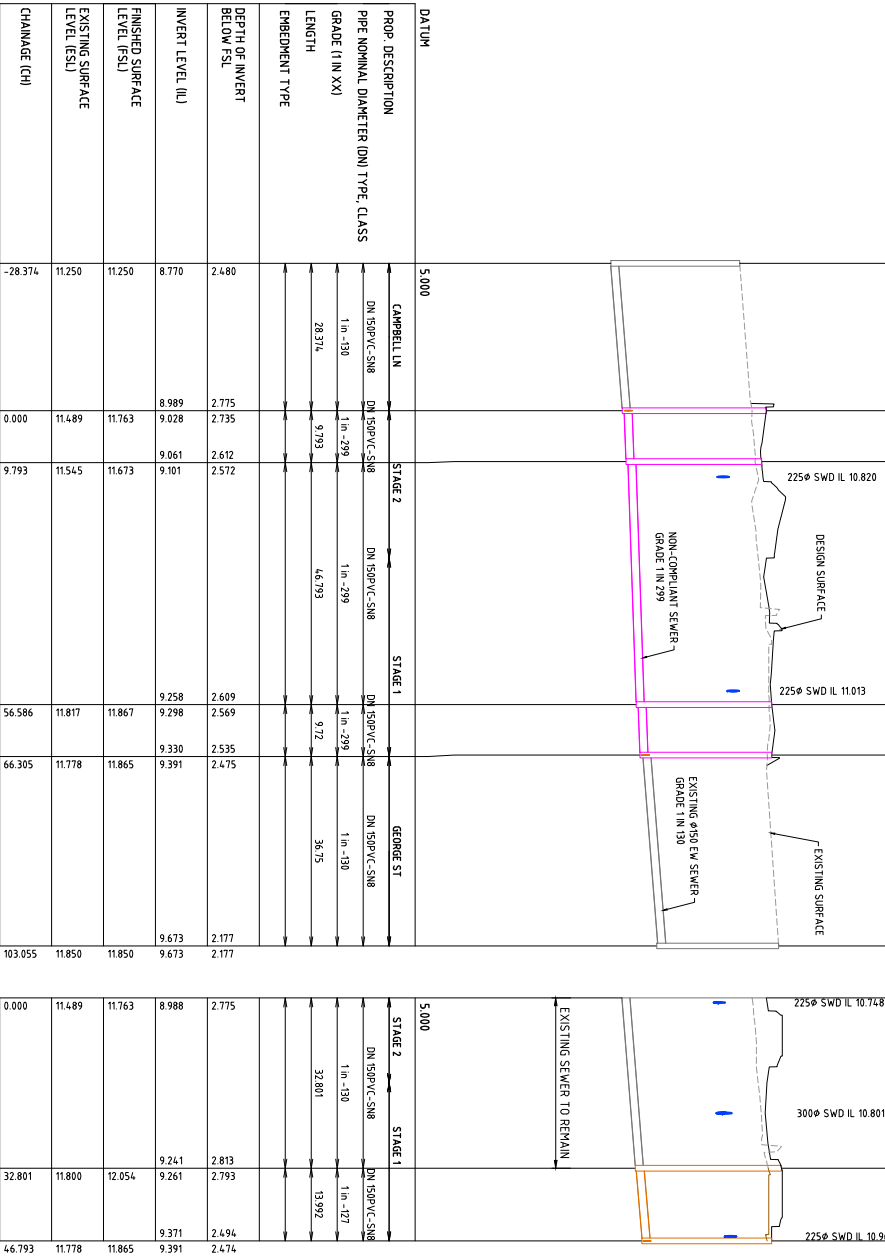 DATUM
5.000
PROP. DESCRIPTION
CAMPBELL LN
STAGE 2
STAGE 1
GEORGE ST
PIPE NOMINAL DIAMETER (DN) TYPE, CLASS
DN 150PVC-SN8
DN 150PVC-SN8
DN 150PVC-SN8
DN 150PVC-SN8
DN 150PVC-SN8
GRADE (1 IN XX)
1 in -130
1 in -299
1 in -299
1 in -299
1 in -130
LENGTH
28.374
9.793
46.793
9.72
36.75
EMBEDMENT TYPE
DEPTH OF INVERT
BELOW FSL
2.480
2.775
2.735
2.612
2.572
2.609
2.569
2.535
2.475
2.177
2.177
INVERT LEVEL (IL)
8.770
8.989
9.028
9.061
9.101
9.258
9.298
9.330
9.391
9.673
9.673
FINISHED SURFACE
LEVEL (FSL)
11.250
11.763
11.673
11.867
11.865
11.850
EXISTING SURFACE
LEVEL (ESL)
11.250
11.489
11.545
11.817
11.778
11.850
CHAINAGE (CH)
-28.374
0.000
9.793
56.586
66.305
103.055
225ø SWD IL 10.820
DESIGN SURFACE
NON-COMPLIANT SEWER
GRADE 1 IN 299
225ø SWD IL 11.013
EXISTING ø150 EW SEWER
GRADE 1 IN 130
EXISTING SURFACE
5.000
STAGE 2
STAGE 1
DN 150PVC-SN8
DN 150PVC-SN8
1 in -130
1 in -127
32.801
13.992
2.775
2.813
2.793
2.494
2.474
8.988
9.241
9.261
9.371
9.391
11.763
12.054
11.865
11.489
11.800
11.778
0.000
32.801
46.793
EXISTING SEWER TO REMAIN
225ø SWD IL 10.748
300ø SWD IL 10.801
225ø SWD IL